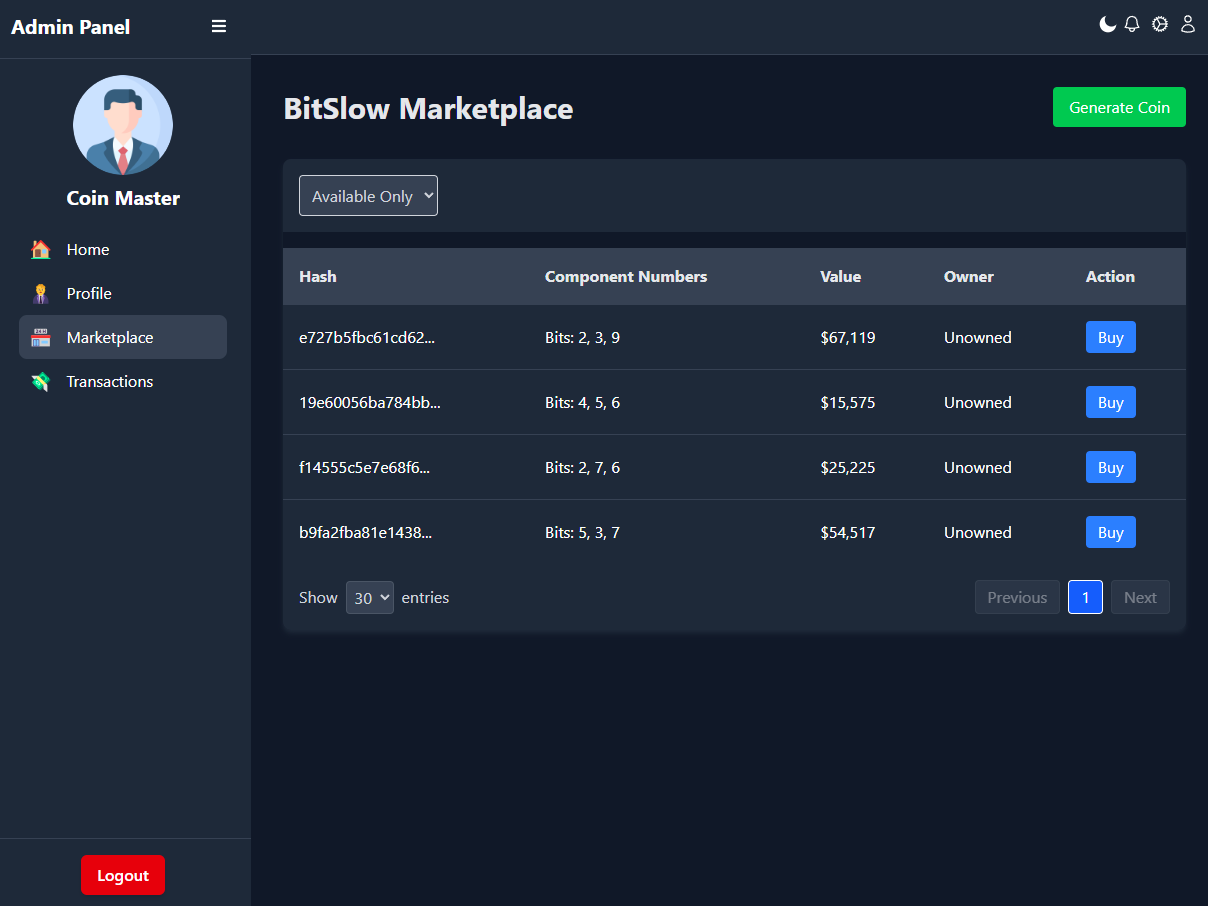 Admin Panel
Coin Master
Home
Profile
Marketplace
Transactions
Logout
BitSlow Marketplace
Generate Coin
Available Only
Hash Component Numbers Value Owner Action
e727b5fbc61cd62... Bits: 2, 3, 9 $67,119 Unowned Buy
19e60056ba784bb... Bits: 4, 5, 6 $15,575 Unowned Buy
f14555c5e7e68f6... Bits: 2, 7, 6 $25,225 Unowned Buy
b9fa2fba81e1438... Bits: 5, 3, 7 $54,517 Unowned Buy
Show 30 entries Previous 1 Next